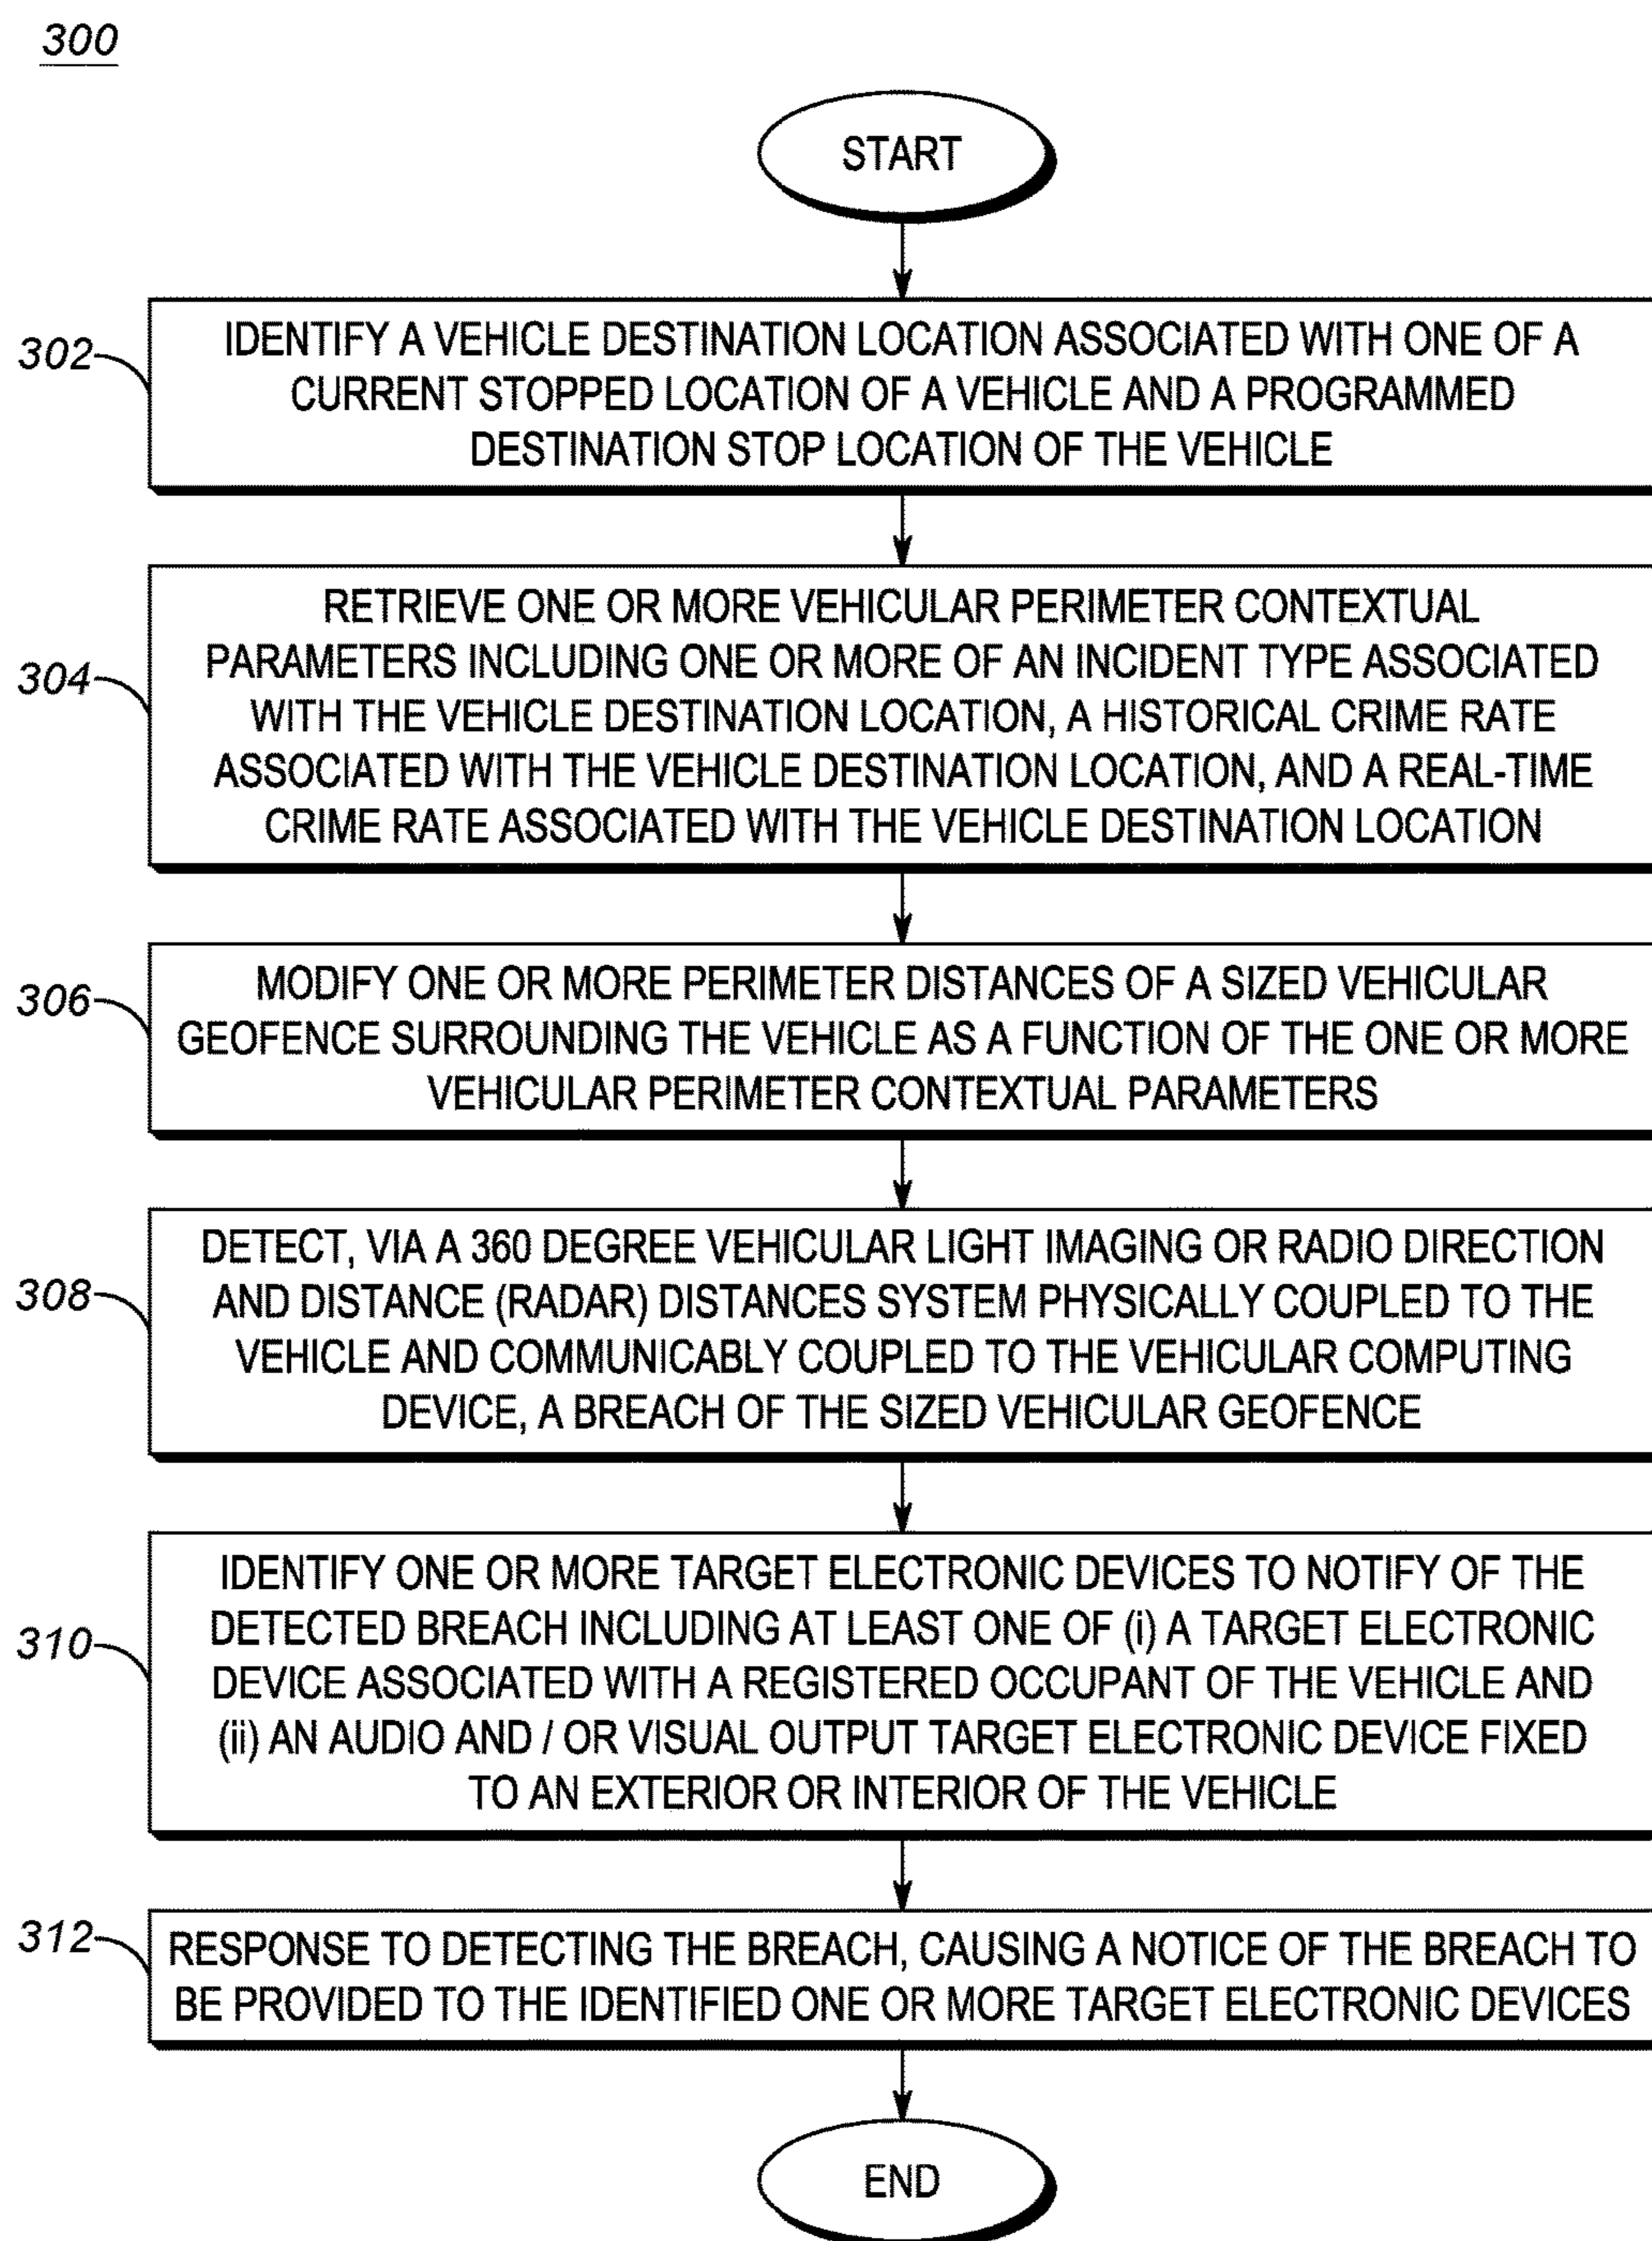 300
START
302
IDENTIFY A VEHICLE DESTINATION LOCATION ASSOCIATED WITH ONE OF A
CURRENT STOPPED LOCATION OF A VEHICLE AND A PROGRAMMED
DESTINATION STOP LOCATION OF THE VEHICLE
304
RETRIEVE ONE OR MORE VEHICULAR PERIMETER CONTEXTUAL
PARAMETERS INCLUDING ONE OR MORE OF AN INCIDENT TYPE ASSOCIATED
WITH THE VEHICLE DESTINATION LOCATION, A HISTORICAL CRIME RATE
ASSOCIATED WITH THE VEHICLE DESTINATION LOCATION, AND A REAL-TIME
CRIME RATE ASSOCIATED WITH THE VEHICLE DESTINATION LOCATION
306
MODIFY ONE OR MORE PERIMETER DISTANCES OF A SIZED VEHICULAR
GEOFENCE SURROUNDING THE VEHICLE AS A FUNCTION OF THE ONE OR MORE
VEHICULAR PERIMETER CONTEXTUAL PARAMETERS
308
DETECT, VIA A 360 DEGREE VEHICULAR LIGHT IMAGING OR RADIO DIRECTION
AND DISTANCE (RADAR) DISTANCES SYSTEM PHYSICALLY COUPLED TO THE
VEHICLE AND COMMUNICABLY COUPLED TO THE VEHICULAR COMPUTING
DEVICE, A BREACH OF THE SIZED VEHICULAR GEOFENCE
310
IDENTIFY ONE OR MORE TARGET ELECTRONIC DEVICES TO NOTIFY OF THE
DETECTED BREACH INCLUDING AT LEAST ONE OF (i) A TARGET ELECTRONIC
DEVICE ASSOCIATED WITH A REGISTERED OCCUPANT OF THE VEHICLE AND
(ii) AN AUDIO AND / OR VISUAL OUTPUT TARGET ELECTRONIC DEVICE FIXED
TO AN EXTERIOR OR INTERIOR OF THE VEHICLE
312
RESPONSE TO DETECTING THE BREACH, CAUSING A NOTICE OF THE BREACH TO
BE PROVIDED TO THE IDENTIFIED ONE OR MORE TARGET ELECTRONIC DEVICES
END